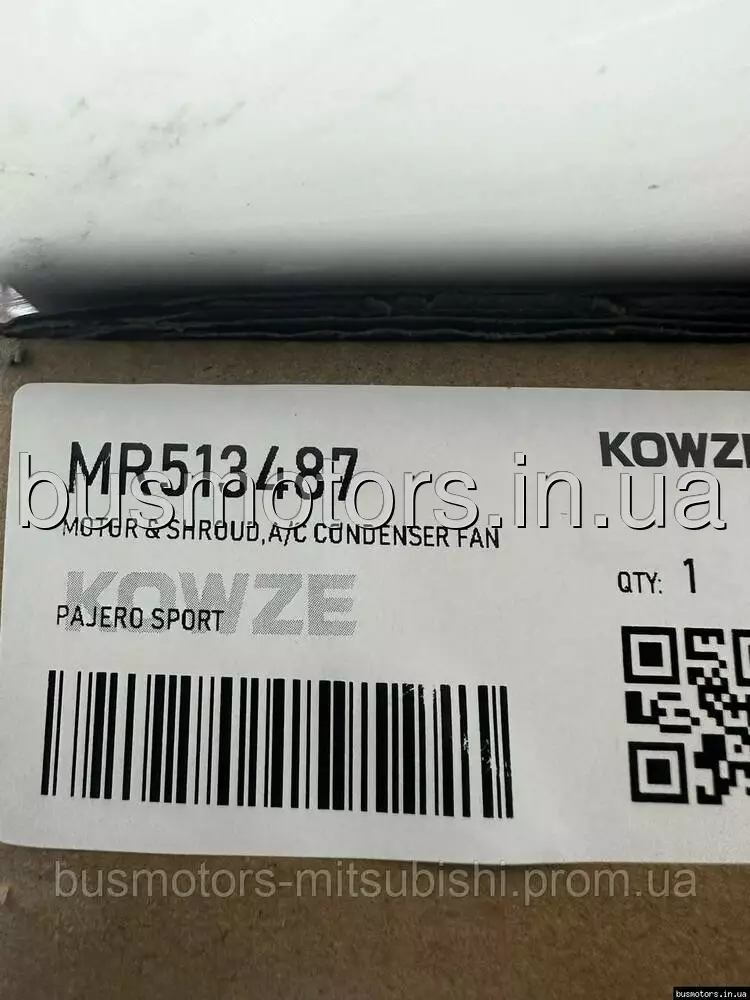 MR513487
KOWZE
busmotors.in.ua
MOTOR & SHROUD,A/C CONDENSER FAN
KOWZE
QTY: 1
PAJERO SPORT
busmotors-mitsubishi.prom.ua
busmotors.in.ua